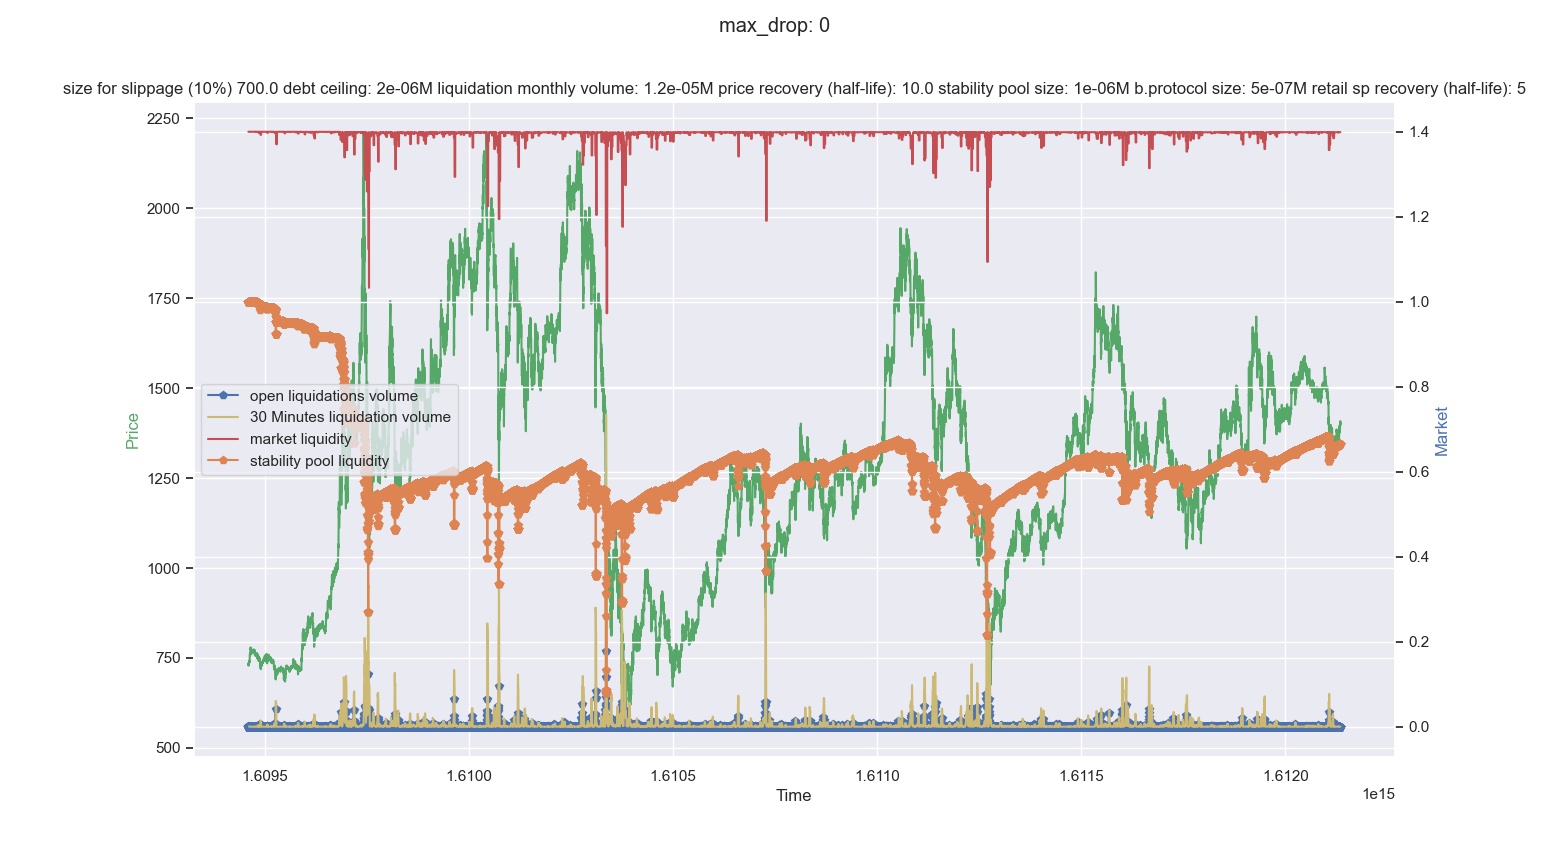 max_drop: 0
size for slippage (10%) 700.0 debt ceiling: 2e-06M liquidation monthly volume: 1.2e-05M price recovery (half-life): 10.0 stability pool size: 1e-06M b.protocol size: 5e-07M retail sp recovery (half-life): 5
2250
2000
1750
1500
1250
1000
750
500
Price
open liquidations volume
30 Minutes liquidation volume
market liquidity
stability pool liquidity
1.4
1.2
1.0
0.8
0.6
0.4
0.2
0.0
Market
1.6095
1.6100
1.6105
1.6110
1.6115
1.6120
Time
1e15